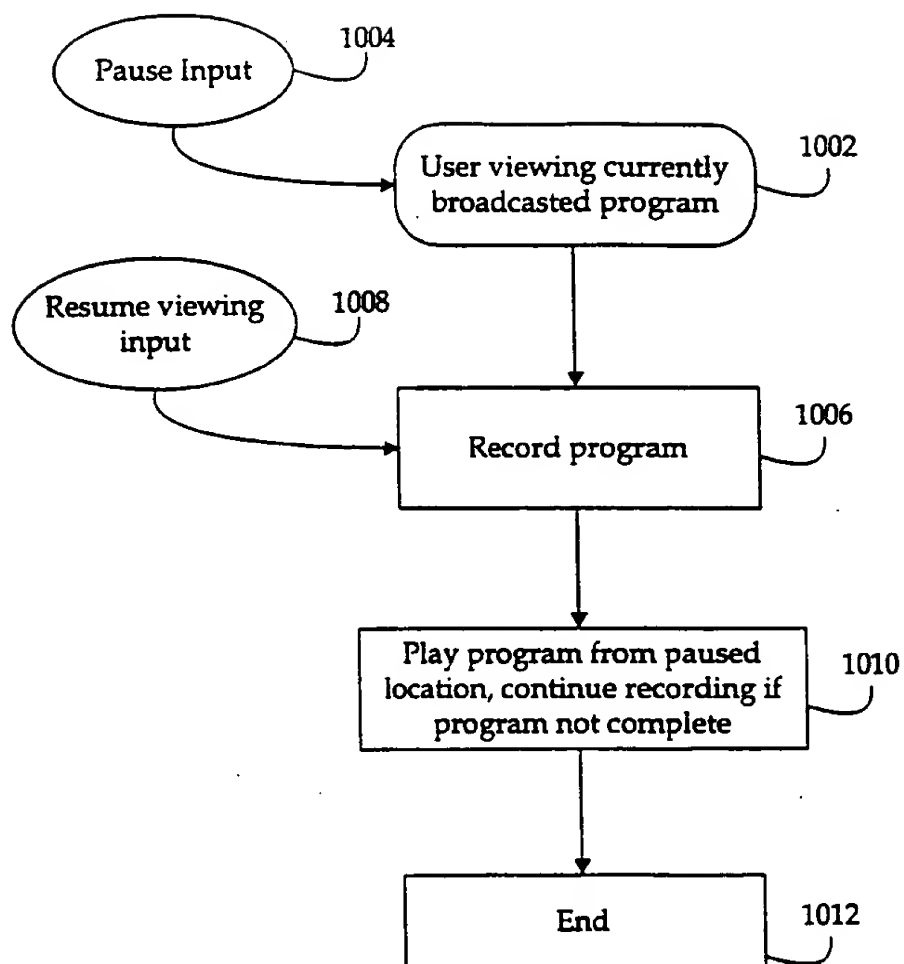 1004
Pause Input
1002
User viewing currently
broadcasted program
1008
Resume viewing
input
1006
Record program
1010
Play program from paused
location, continue recording if
program not complete
End
1012